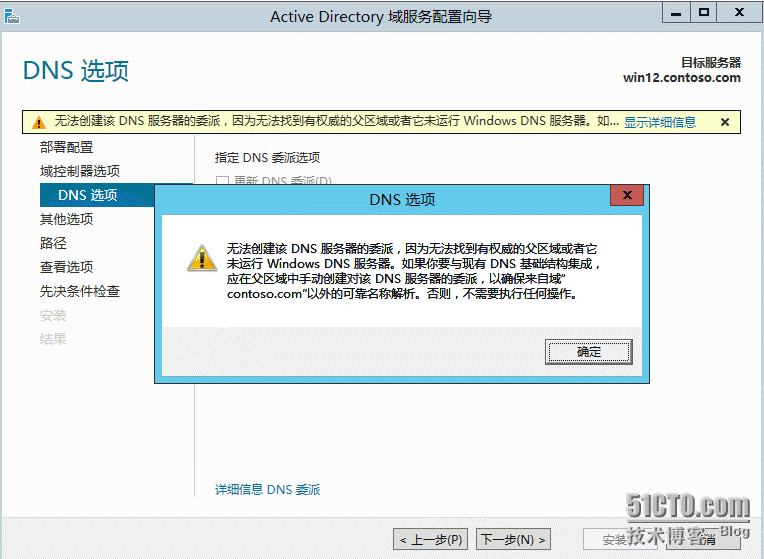 Active Directory 域服务配置向导
DNS 选项
目标服务器
win12.contoso.com
无法创建该 DNS 服务器的委派，因为无法找到有权威的父区域或者它未运行 Windows DNS 服务器。如... 显示详细信息
部署配置
指定 DNS 委派选项
域控制器选项
更新 DNS 委派(D)
DNS 选项
DNS 选项
其他选项
路径
查看选项
先决条件检查
安装
结果
无法创建该 DNS 服务器的委派，因为无法找到有权威的父区域或者它
未运行 Windows DNS 服务器。如果你要与现有 DNS 基础结构集成，
应在父区域中手动创建对该 DNS 服务器的委派，以确保来自域“
contoso.com”以外的可靠名称解析。否则，不需要执行任何操作。
确定
详细信息 DNS 委派
< 上一步(P)
下一步(N) >
安装
消
51CTO.com
技术博客 Blog